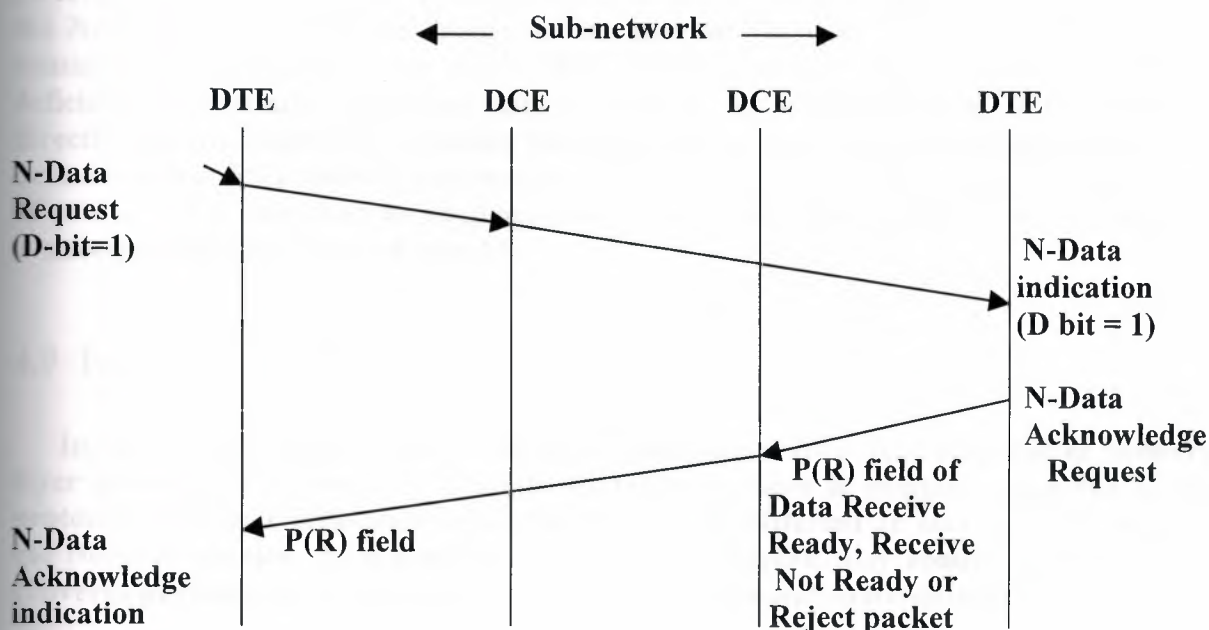 Sub-network
DTE DCE DCE DTE
N-Data
Request
(D-bit=1)
N-Data
indication
(D bit = 1)
N-Data
Acknowledge
Request
P(R) field of
Data Receive
Ready, Receive
Not Ready or
Reject packet
P(R) field
N-Data
Acknowledge
indication